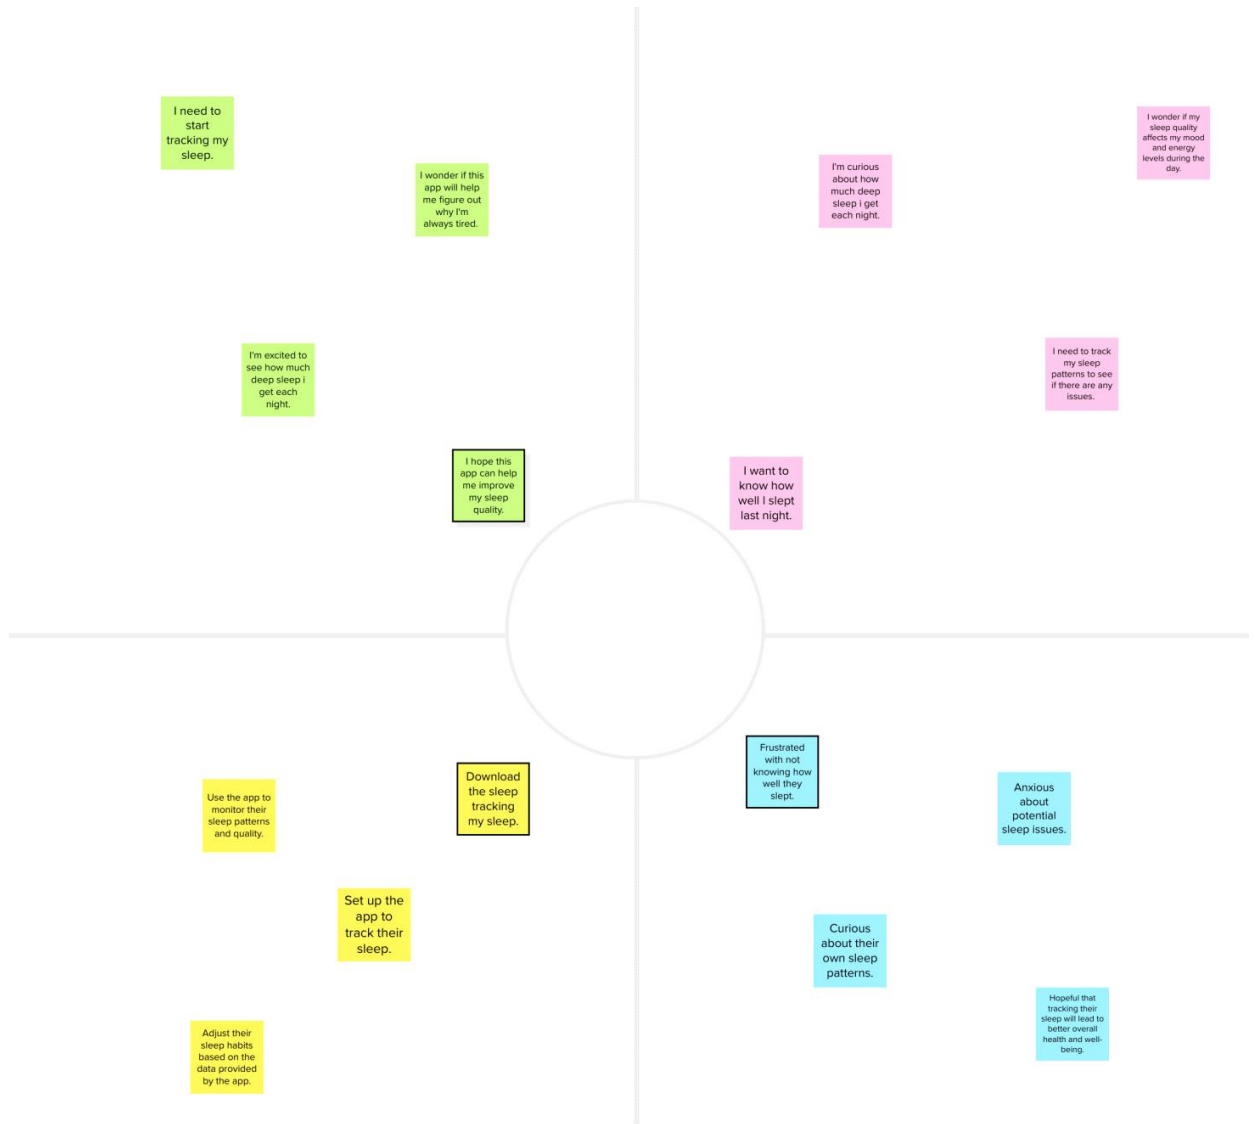 I need to
start
tracking my
sleep.
I wonder if this
app will help
me figure out
why I'm
always tired.
I'm excited to
see how much
deep sleep i
get each
night.
I hope this
app can help
me improve
my sleep
quality.
I wonder if my
sleep quality
affects my mood
and energy
levels during the
day.
I'm curious
about how
much deep
sleep i get
each night.
I need to track
my sleep
patterns to see
if there are any
issues.
I want to
know how
well I slept
last night.
Download
the sleep
tracking
my sleep.
Use the app to
monitor their
sleep patterns
and quality.
Set up the
app to
track their
sleep.
Adjust their
sleep habits
based on the
data provided
by the app.
Frustrated
with not
knowing how
well they
slept.
Anxious
about
potential
sleep issues.
Curious
about their
own sleep
patterns.
Hopeful that
tracking their
sleep will lead to
better overall
health and well-
being.